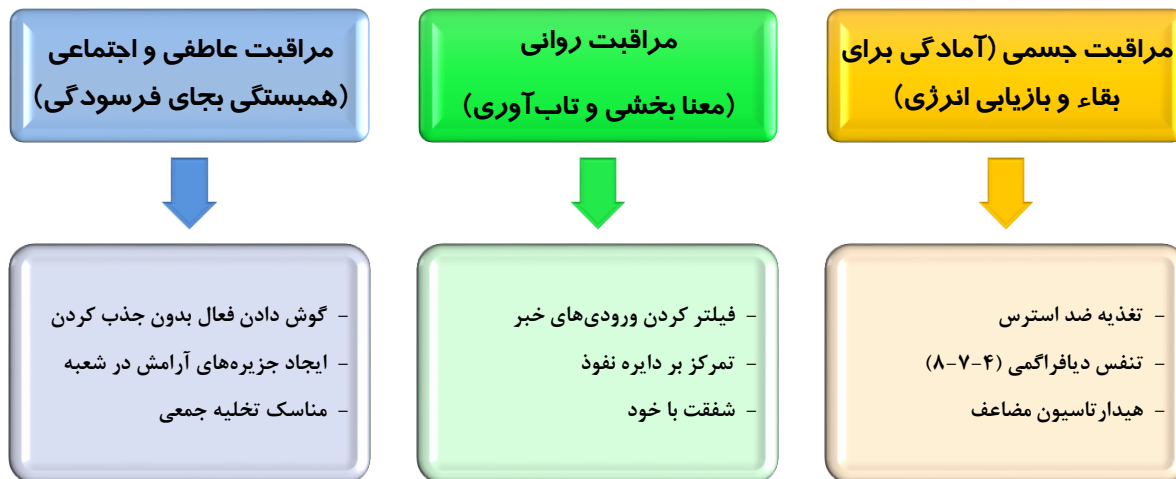 مراقبت جسمی (آمادگی برای
بقاء و بازیابی انرژی)
- تغذیه ضد استرس
- تنفس دیافراگمی (۴-۷-۸)
- هیدارتاسیون مضاعف
مراقبت روانی
(معنا بخشی و تاب‌آوری)
- فیلتر کردن ورودی‌های خبر
- تمرکز بر دایره نفوذ
- شفقت با خود
مراقبت عاطفی و اجتماعی
(همبستگی بجای فرسودگی)
- گوش دادن فعال بدون جذب کردن
- ایجاد جزیره‌های آرامش در شعبه
- مناسک تخلیه جمعی